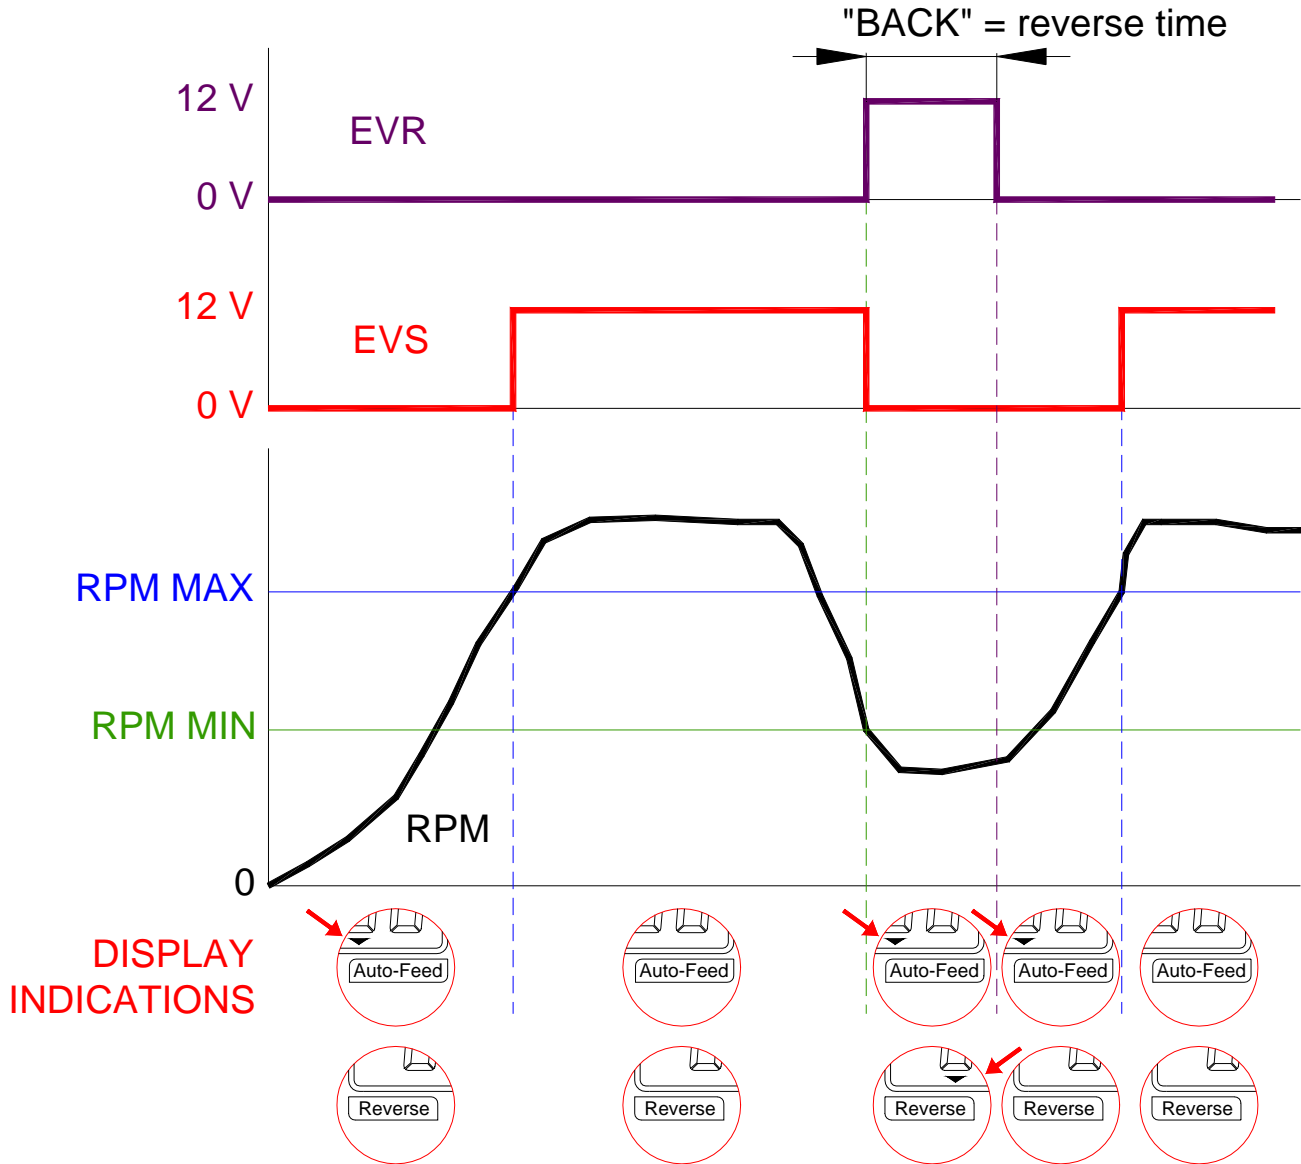 "BACK" = reverse time
12 V
EVR
0 V
12 V
EVS
0 V
RPM MAX
RPM MIN
RPM
0
DISPLAY
INDICATIONS
Auto-Feed
Auto-Feed
Auto-Feed
Auto-Feed
Auto-Feed
Reverse
Reverse
Reverse
Reverse
Reverse